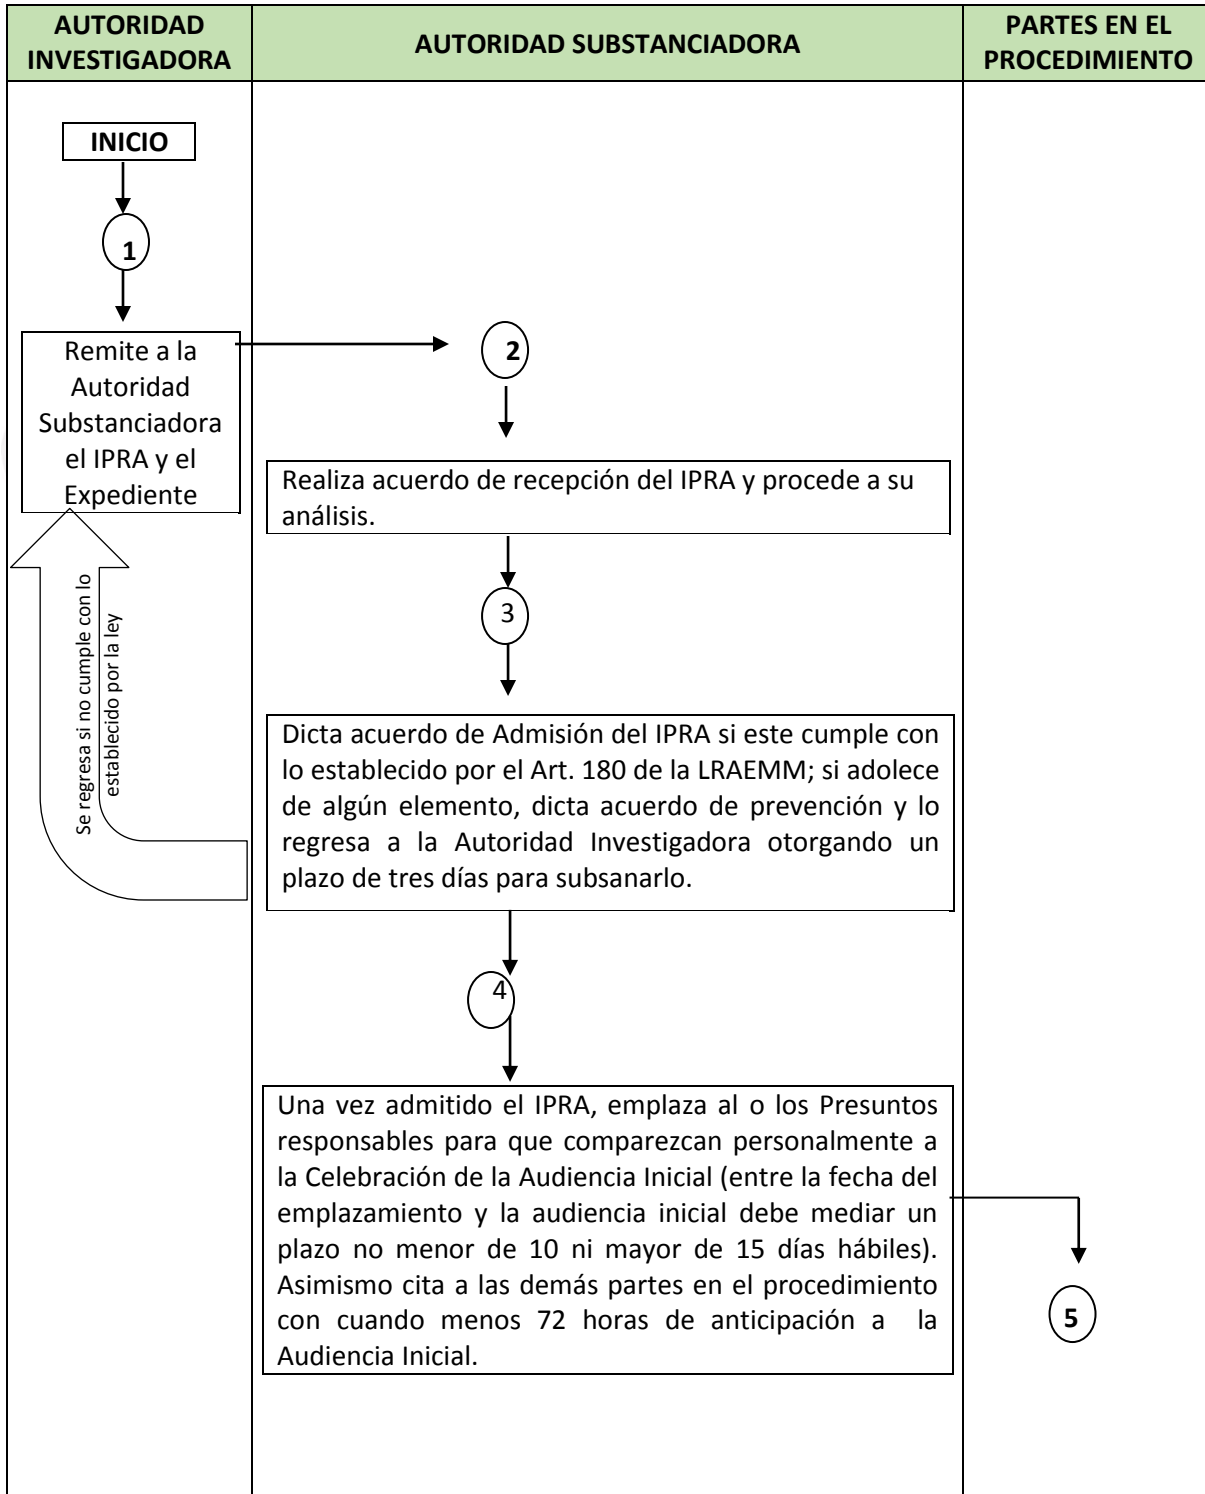 AUTORIDAD
INVESTIGADORA
AUTORIDAD SUBSTANCIADORA
PARTES EN EL
PROCEDIMIENTO
INICIO
1
Remite a la
Autoridad
Substanciadora
el IPRA y el
Expediente
2
Realiza acuerdo de recepción del IPRA y procede a su
análisis.
3
Se regresa si no cumple con lo
establecido por la ley
Dicta acuerdo de Admisión del IPRA si este cumple con
lo establecido por el Art. 180 de la LRAEMM; si adolece
de algún elemento, dicta acuerdo de prevención y lo
regresa a la Autoridad Investigadora otorgando un
plazo de tres días para subsanarlo.
4
Una vez admitido el IPRA, emplaza al o los Presuntos
responsables para que comparezcan personalmente a
la Celebración de la Audiencia Inicial (entre la fecha del
emplazamiento y la audiencia inicial debe mediar un
plazo no menor de 10 ni mayor de 15 días hábiles).
Asimismo cita a las demás partes en el procedimiento
con cuando menos 72 horas de anticipación a la
Audiencia Inicial.
5